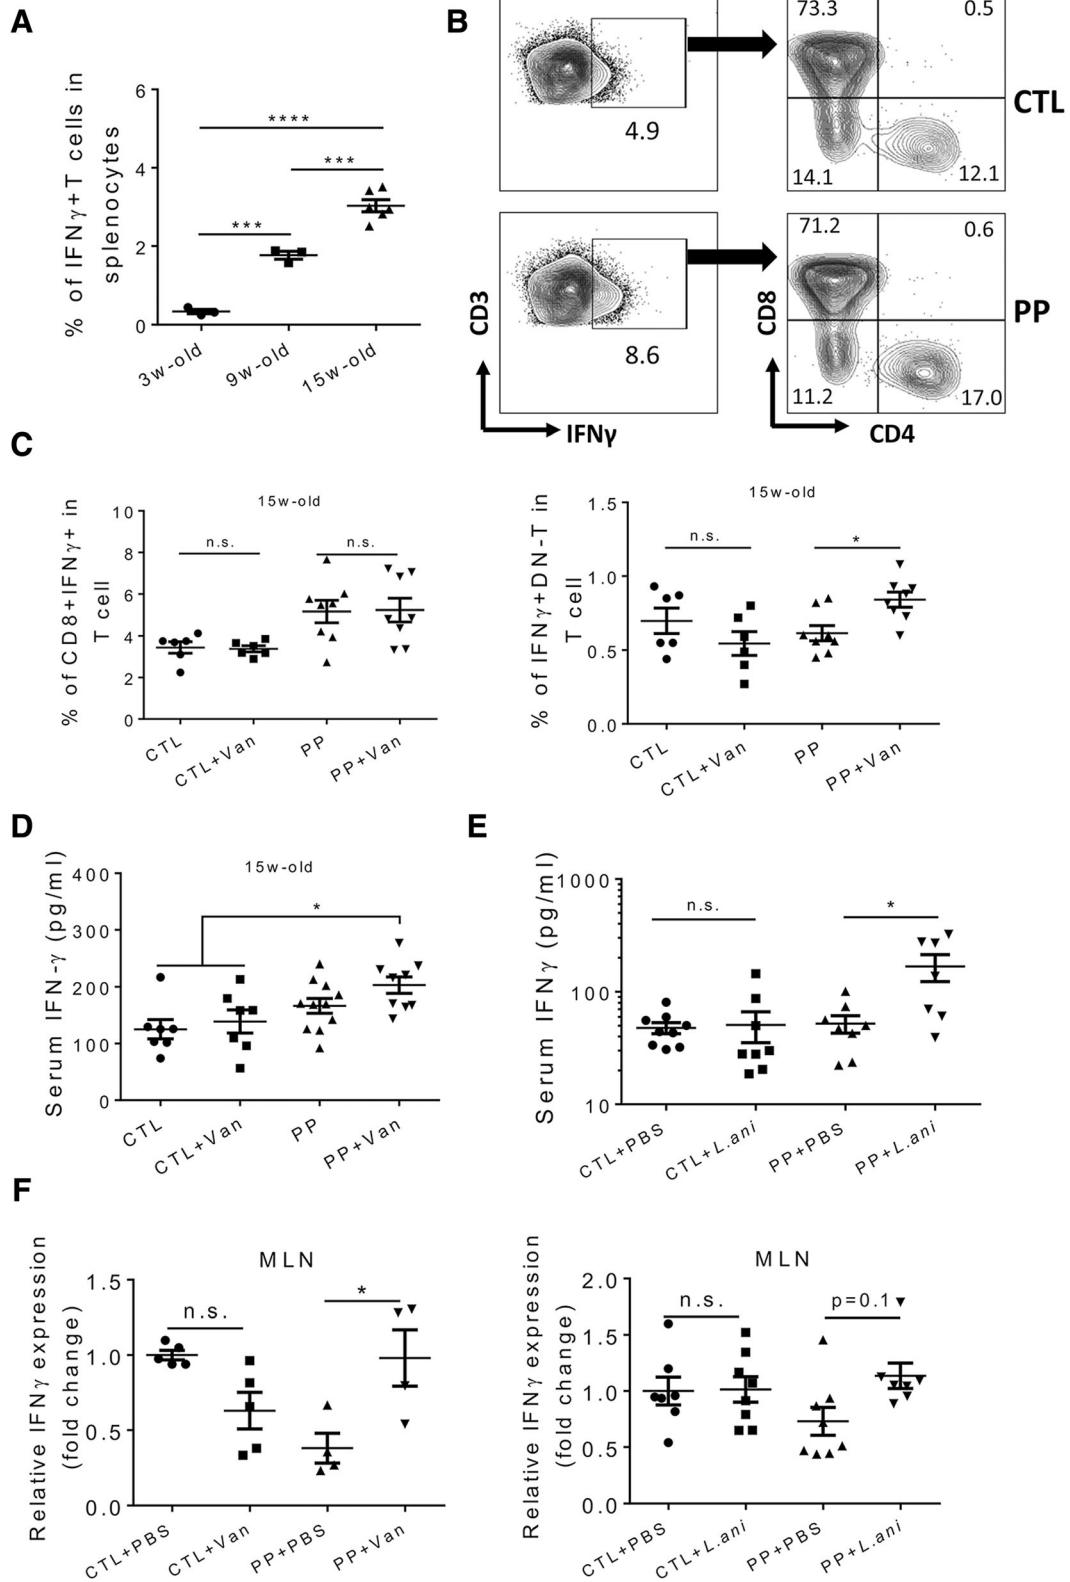 A
% of IFNγ+T cells in
splenocytes
6
4
2
0
****
***
***
3w-old
9w-old
15w-old
B
4.9
73.3
0.5
14.1
12.1
CTL
8.6
71.2
0.6
11.2
17.0
PP
CD3
IFNγ
CD8
CD4
C
15w-old
% of CD8+IFNγ+ in
T cell
10
8
6
4
2
0
n.s.
n.s.
CTL
CTL+Van
PP
PP+Van
15w-old
% of IFNγ+DN-T in
T cell
1.5
1.0
0.5
0.0
n.s.
*
CTL
CTL+Van
PP
PP+Van
D
15w-old
Serum IFN-γ (pg/ml)
400
300
200
100
0
*
CTL
CTL+Van
PP
PP+Van
E
Serum IFNγ (pg/ml)
1000
100
10
n.s.
*
CTL+PBS
CTL+L.ani
PP+PBS
PP+L.ani
F
MLN
Relative IFNγ expression
(fold change)
1.5
1.0
0.5
0.0
n.s.
*
CTL+PBS
CTL+Van
PP+PBS
PP+Van
MLN
Relative IFNγ expression
(fold change)
2.0
1.5
1.0
0.5
0.0
n.s.
p=0.1
CTL+PBS
CTL+L.ani
PP+PBS
PP+L.ani